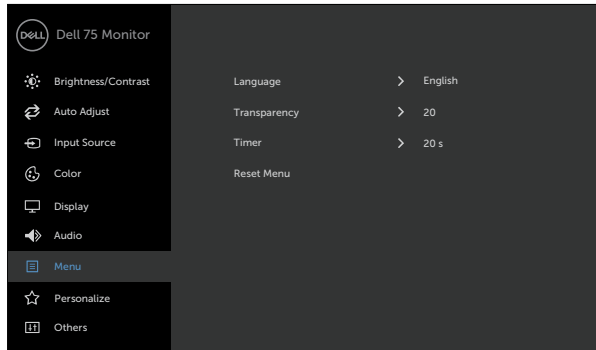 DELL Dell 75 Monitor
Brightness/Contrast
Auto Adjust
Input Source
Color
Display
Audio
Menu
Personalize
Others
Language > English
Transparency > 20
Timer > 20 s
Reset Menu